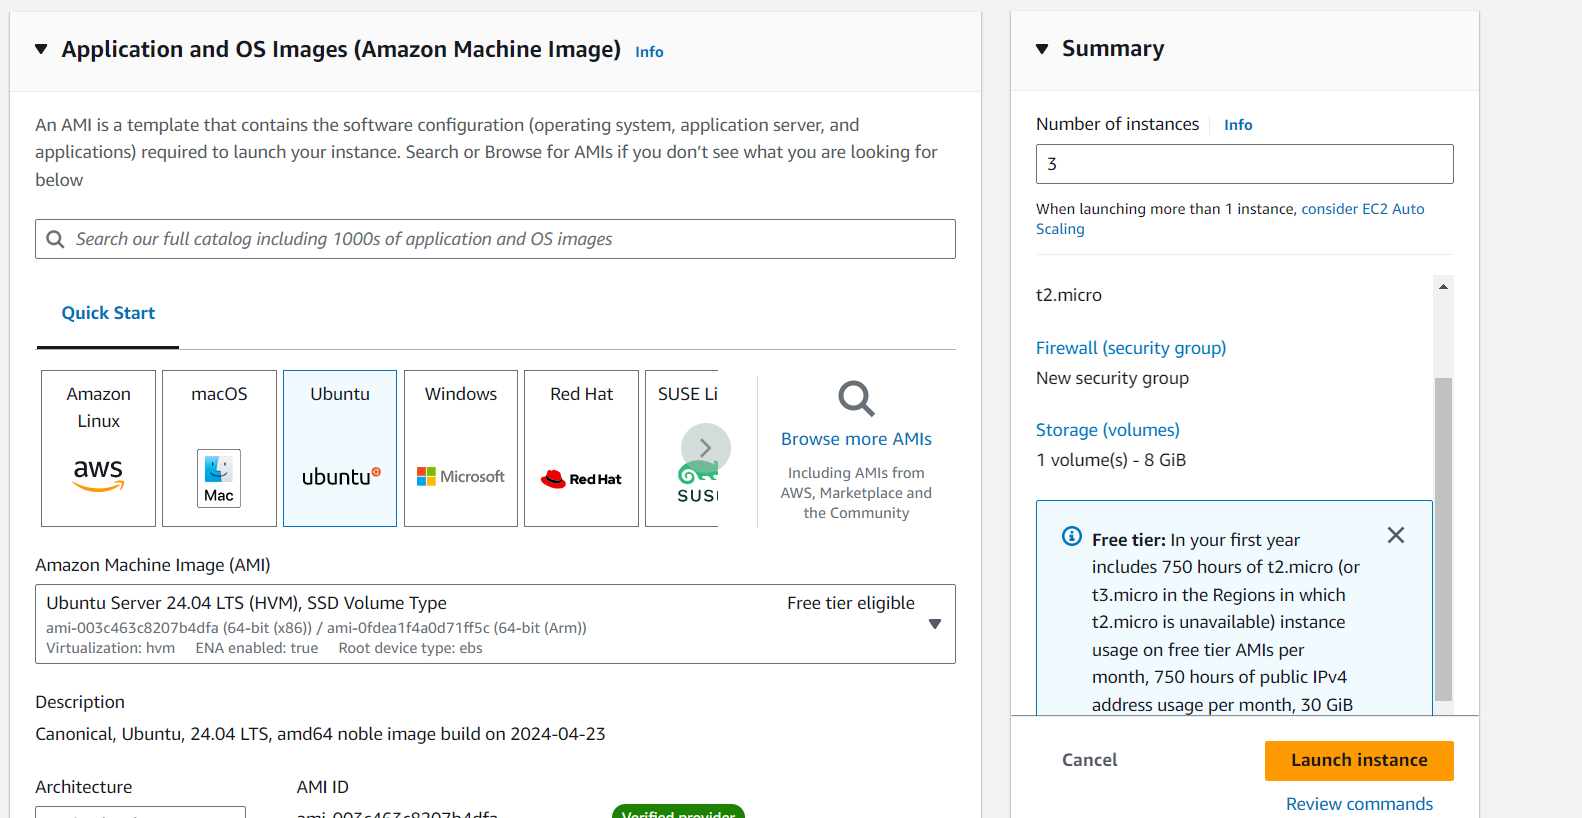 Application and OS Images (Amazon Machine Image) Info
An AMI is a template that contains the software configuration (operating system, application server, and
applications) required to launch your instance. Search or Browse for AMIs if you don’t see what you are looking for
below
Search our full catalog including 1000s of application and OS images
Quick Start
Amazon
Linux
aws
macOS
Mac
Ubuntu
ubuntu
Windows
Microsoft
Red Hat
Red Hat
SUSE Li
SUS
Browse more AMIs
Including AMIs from
AWS, Marketplace and
the Community
Amazon Machine Image (AMI)
Ubuntu Server 24.04 LTS (HVM), SSD Volume Type
Free tier eligible
ami-003c463c8207b4dfa (64-bit (x86)) / ami-0fdea1f4a0d71ff5c (64-bit (Arm))
Virtualization: hvm ENA enabled: true Root device type: ebs
Description
Canonical, Ubuntu, 24.04 LTS, amd64 noble image build on 2024-04-23
Architecture
AMI ID
ami-003c463c8207b4dfa
Verified provider
Summary
Number of instances Info
3
When launching more than 1 instance, consider EC2 Auto
Scaling
t2.micro
Firewall (security group)
New security group
Storage (volumes)
1 volume(s) - 8 GiB
Free tier: In your first year
includes 750 hours of t2.micro (or
t3.micro in the Regions in which
t2.micro is unavailable) instance
usage on free tier AMIs per
month, 750 hours of public IPv4
address usage per month, 30 GiB
Cancel
Launch instance
Review commands